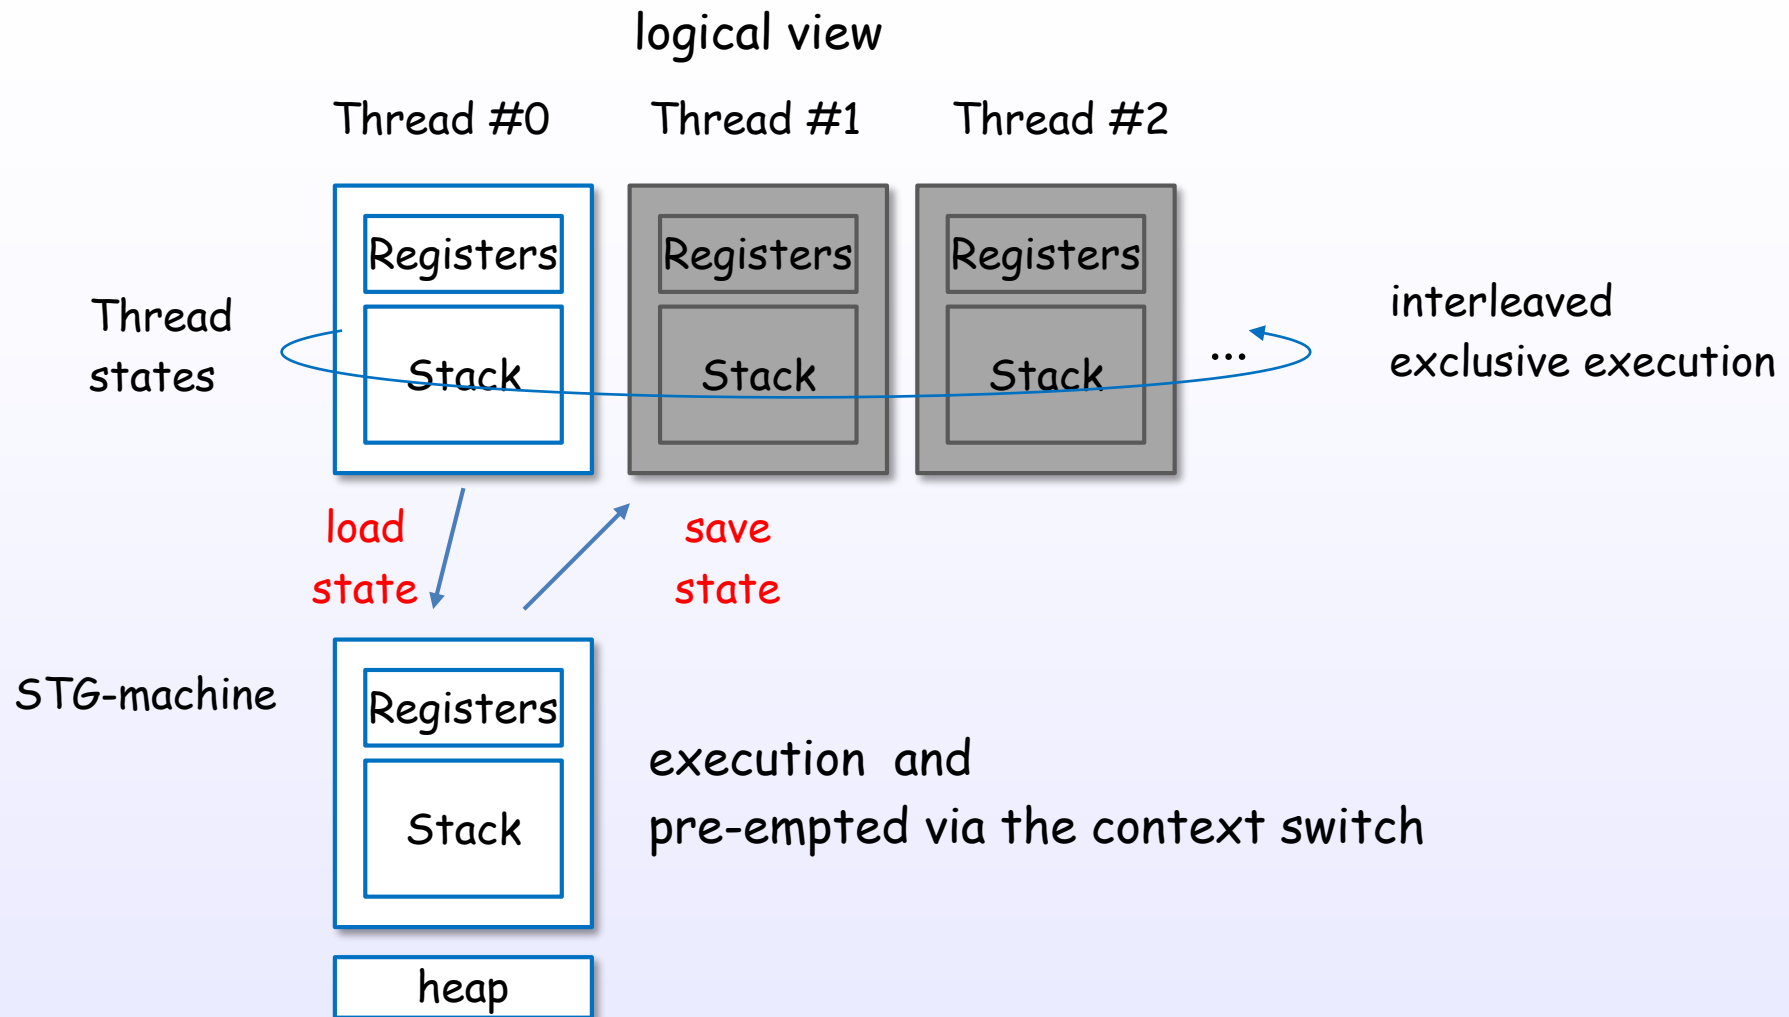 logical view
Thread #0
Thread #1
Thread #2
Registers
Registers
Registers
Thread
states
Stack
Stack
Stack
...
interleaved
exclusive execution
load
state
save
state
STG-machine
Registers
Stack
execution and
pre-empted via the context switch
heap